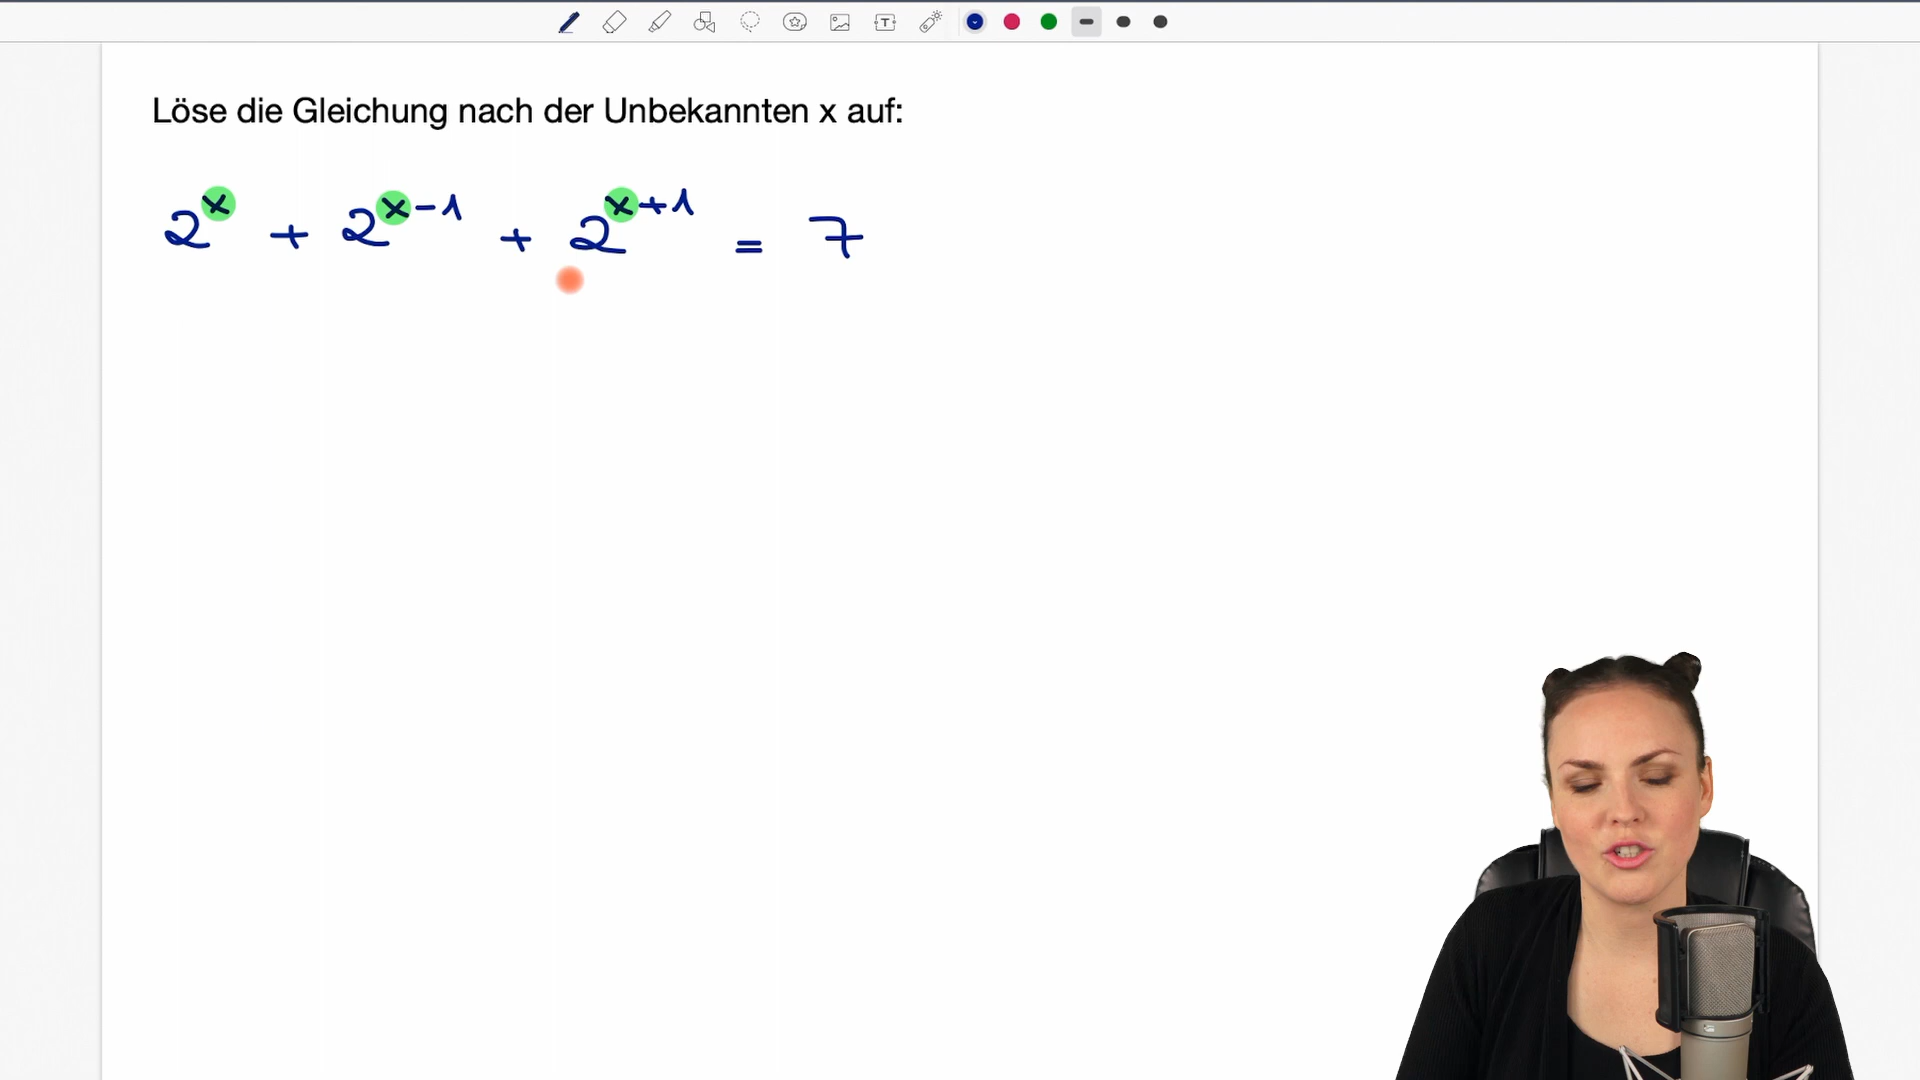 Löse die Gleichung nach der Unbekannten x auf:
2^x + 2^(x-1) + 2^(x+1) = 7